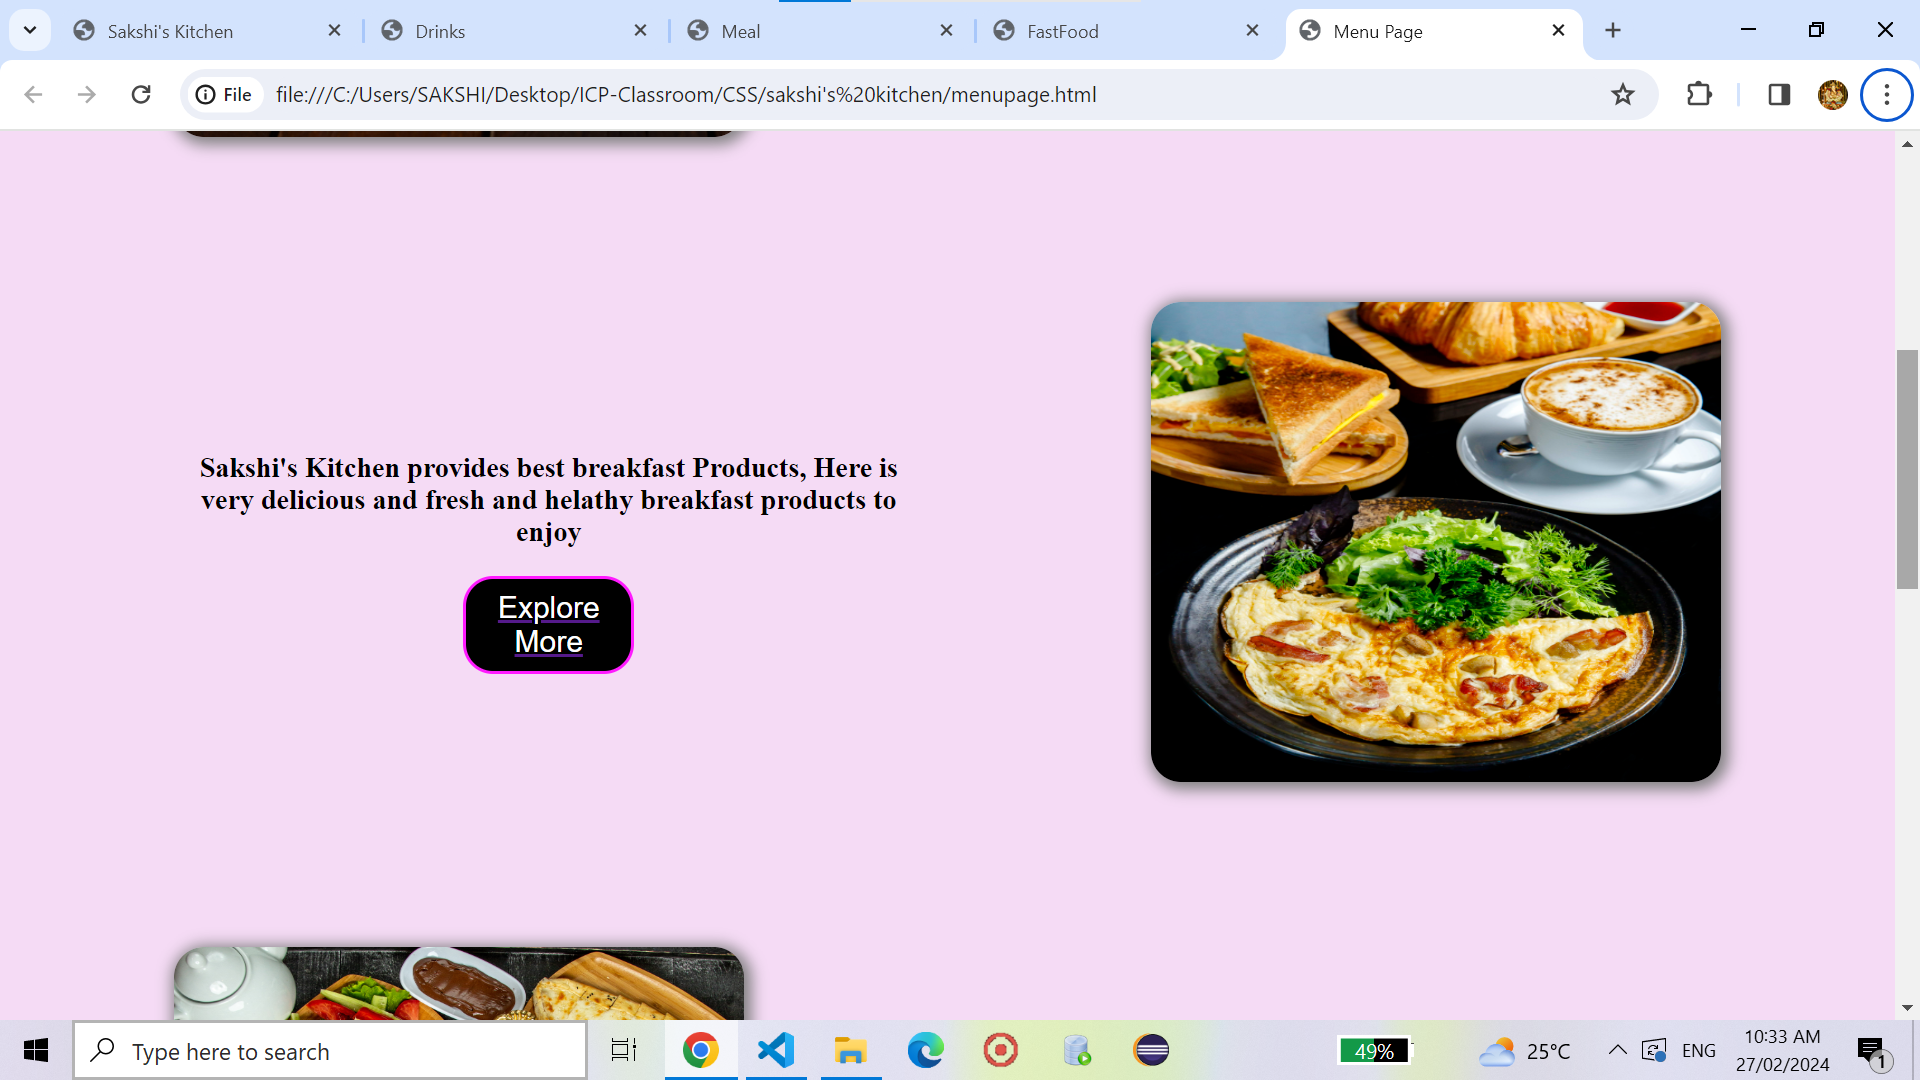 Sakshi's Kitchen
Drinks
Meal
FastFood
Menu Page
File
file:///C:/Users/SAKSHI/Desktop/ICP-Classroom/CSS/sakshi's%20kitchen/menupage.html
Sakshi's Kitchen provides best breakfast Products, Here is
very delicious and fresh and helathy breakfast products to
enjoy
Explore
More
Type here to search
49%
25°C
ENG
10:33 AM
27/02/2024
1